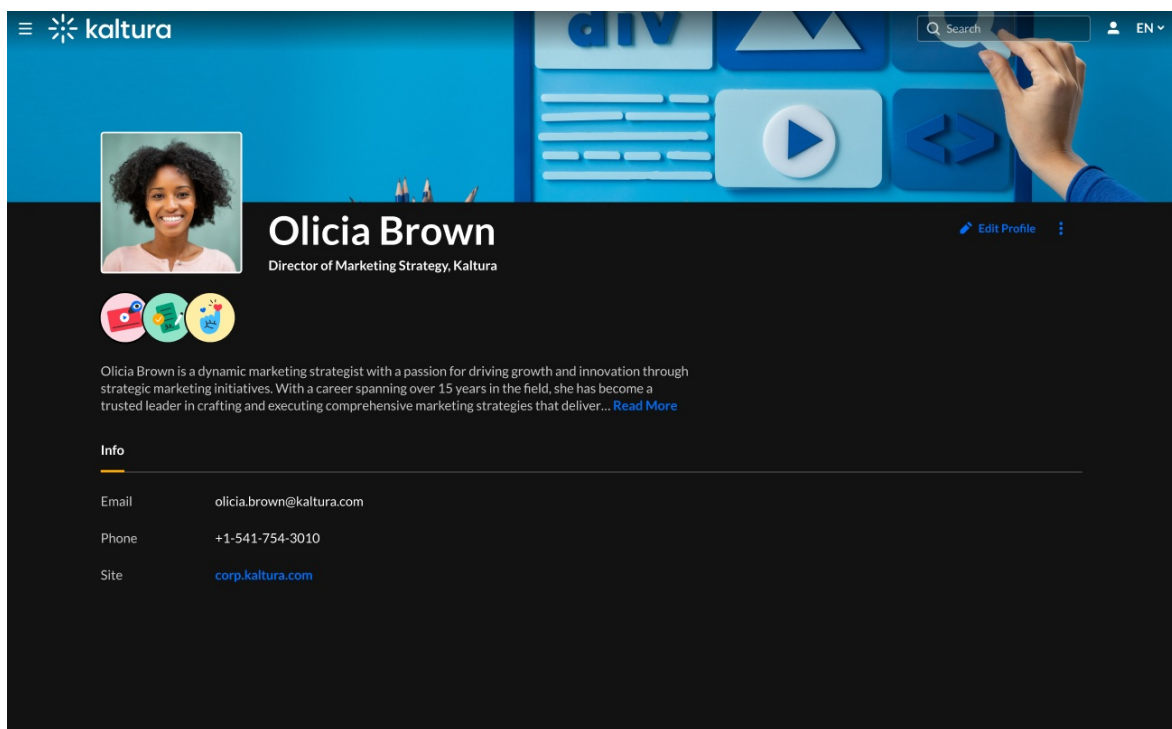 kaltura
div
Search
EN
Olicia Brown
Edit Profile
Director of Marketing Strategy, Kaltura
Olicia Brown is a dynamic marketing strategist with a passion for driving growth and innovation through
strategic marketing initiatives. With a career spanning over 15 years in the field, she has become a
trusted leader in crafting and executing comprehensive marketing strategies that deliver... Read More
Info
Email olicia.brown@kaltura.com
Phone +1-541-754-3010
Site corp.kaltura.com